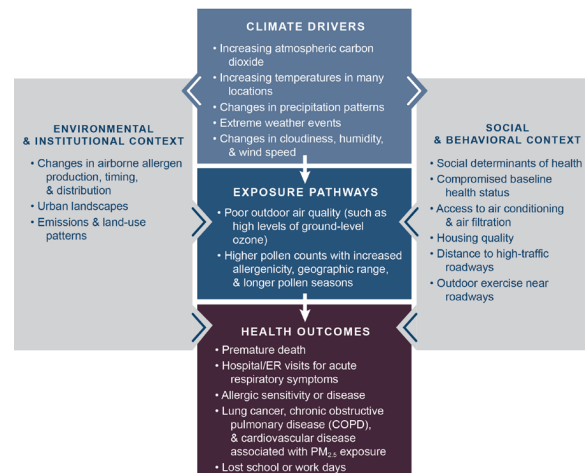 CLIMATE DRIVERS
• Increasing atmospheric carbon
dioxide
• Increasing temperatures in many
locations
• Changes in precipitation patterns
• Extreme weather events
• Changes in cloudiness, humidity,
& wind speed
ENVIRONMENTAL
& INSTITUTIONAL CONTEXT
• Changes in airborne allergen
production, timing,
& distribution
• Urban landscapes
• Emissions & land-use
patterns
EXPOSURE PATHWAYS
• Poor outdoor air quality (such as
high levels of ground-level
ozone)
• Higher pollen counts with increased
allergenicity, geographic range,
& longer pollen seasons
SOCIAL
& BEHAVIORAL CONTEXT
• Social determinants of health
• Compromised baseline
health status
• Access to air conditioning
& air filtration
• Housing quality
• Distance to high-traffic
roadways
• Outdoor exercise near
roadways
HEALTH OUTCOMES
• Premature death
• Hospital/ER visits for acute
respiratory symptoms
• Allergic sensitivity or disease
• Lung cancer, chronic obstructive
pulmonary disease (COPD),
& cardiovascular disease
associated with PM2.5 exposure
• Lost school or work days